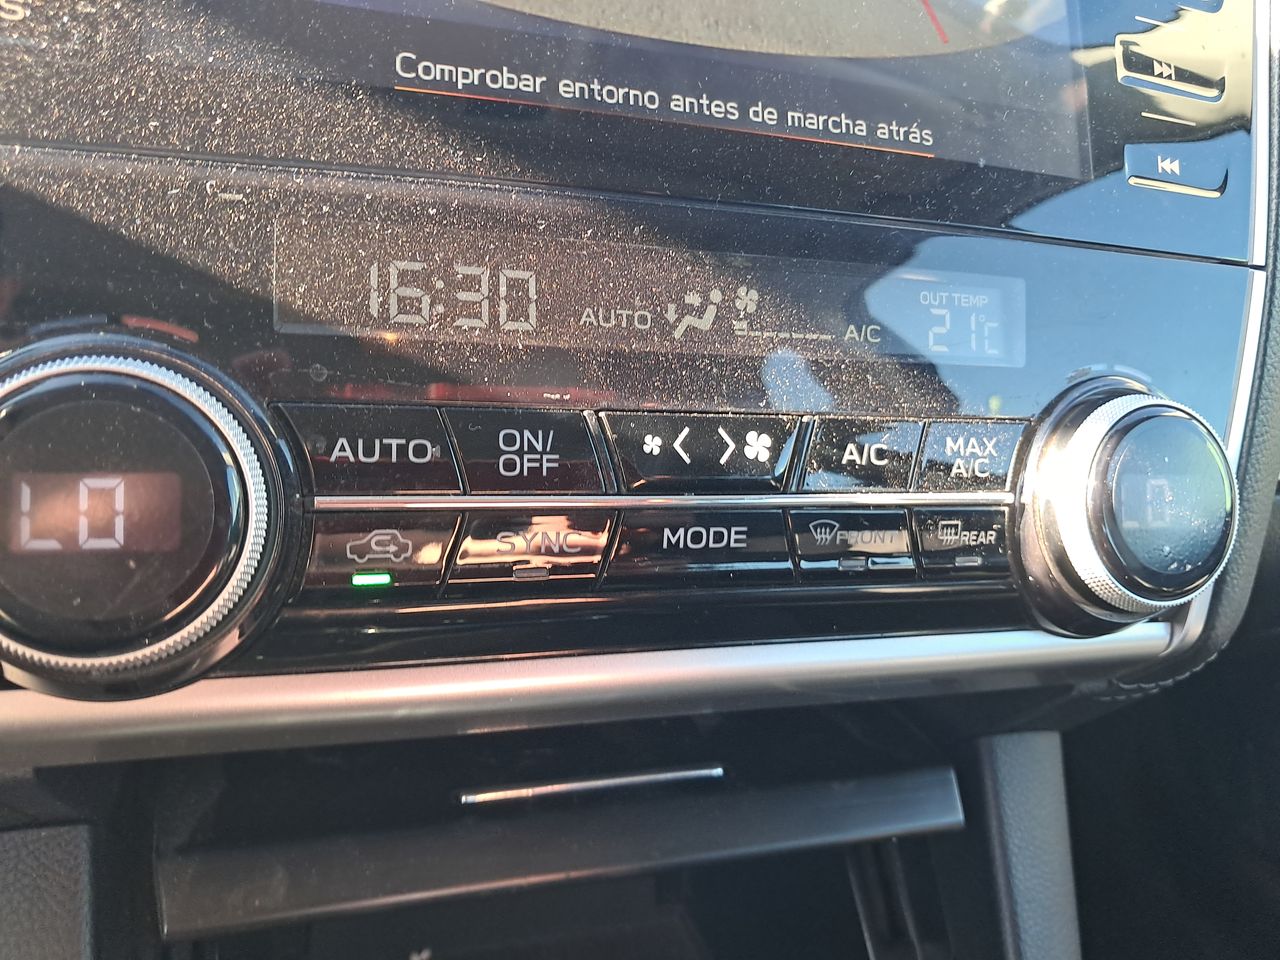 Comprobar entorno antes de marcha atrás
16:30 AUTO A/C OUT TEMP 21°C
AUTO ON/OFF A/C MAX A/C
LO LO
SYNC MODE FRONT REAR